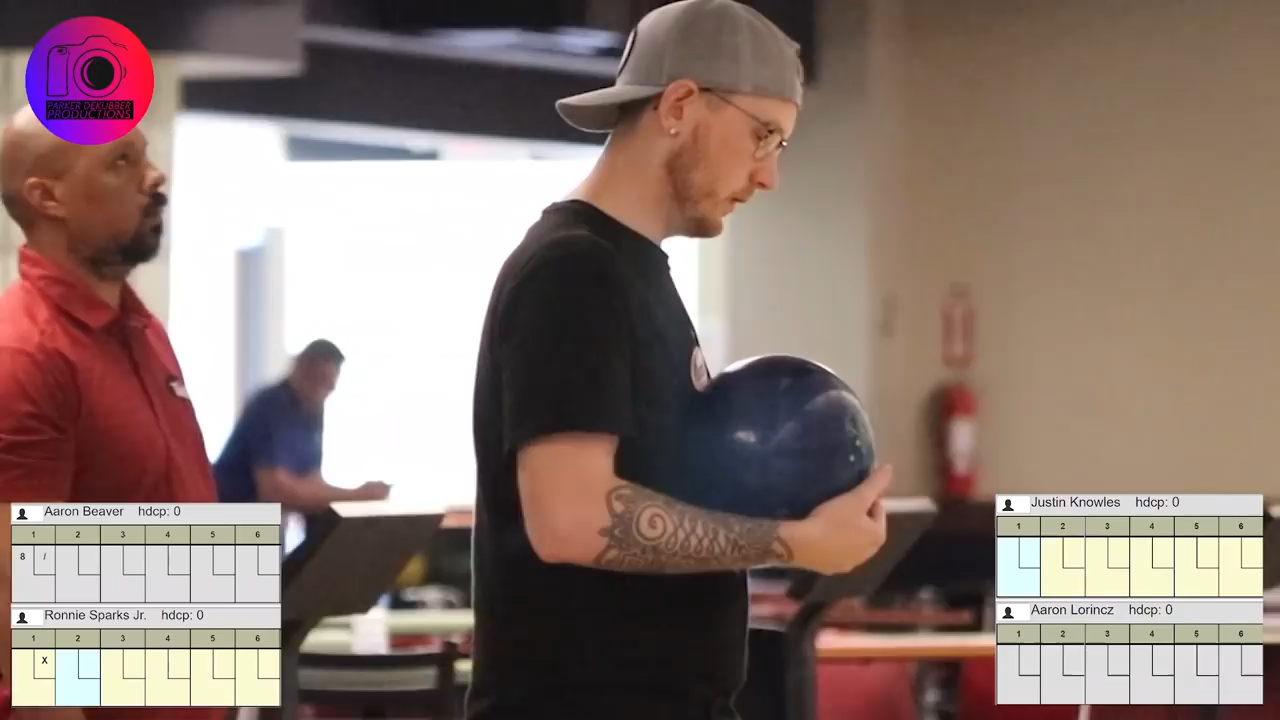 PARKER DEKUBBER
PRODUCTIONS
Aaron Beaver hdcp: 0
1 2 3 4 5 6
8 /
Ronnie Sparks Jr. hdcp: 0
1 2 3 4 5 6
X
Justin Knowles hdcp: 0
1 2 3 4 5 6
Aaron Lorincz hdcp: 0
1 2 3 4 5 6